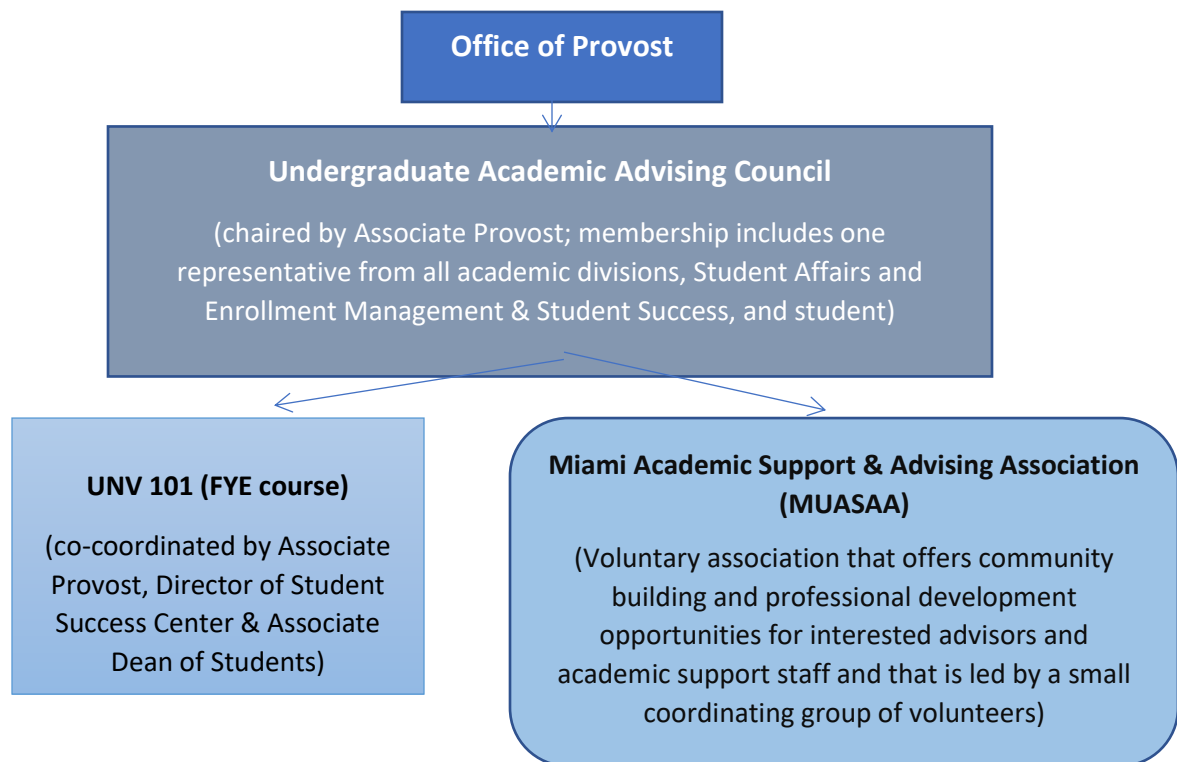 Office of Provost
Undergraduate Academic Advising Council
(chaired by Associate Provost; membership includes one
representative from all academic divisions, Student Affairs and
Enrollment Management & Student Success, and student)
UNV 101 (FYE course)
(co-coordinated by Associate
Provost, Director of Student
Success Center & Associate
Dean of Students)
Miami Academic Support & Advising Association
(MUASAA)
(Voluntary association that offers community
building and professional development
opportunities for interested advisors and
academic support staff and that is led by a small
coordinating group of volunteers)